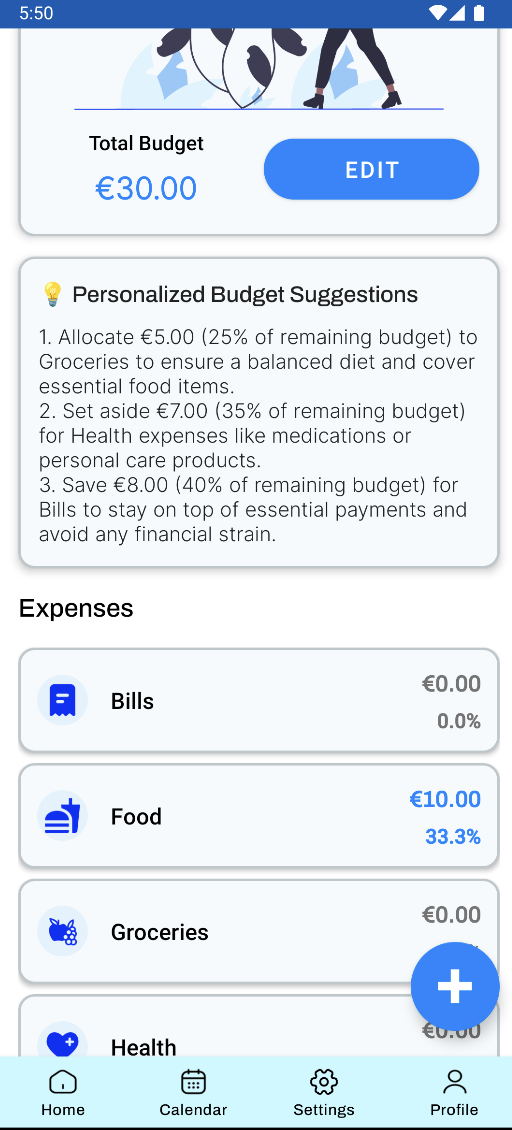 5:50
Total Budget
€30.00
EDIT
💡 Personalized Budget Suggestions
1. Allocate €5.00 (25% of remaining budget) to
Groceries to ensure a balanced diet and cover
essential food items.
2. Set aside €7.00 (35% of remaining budget)
for Health expenses like medications or
personal care products.
3. Save €8.00 (40% of remaining budget) for
Bills to stay on top of essential payments and
avoid any financial strain.
Expenses
Bills
€0.00
0.0%
Food
€10.00
33.3%
Groceries
€0.00
Health
€0.00
Home
Calendar
Settings
Profile